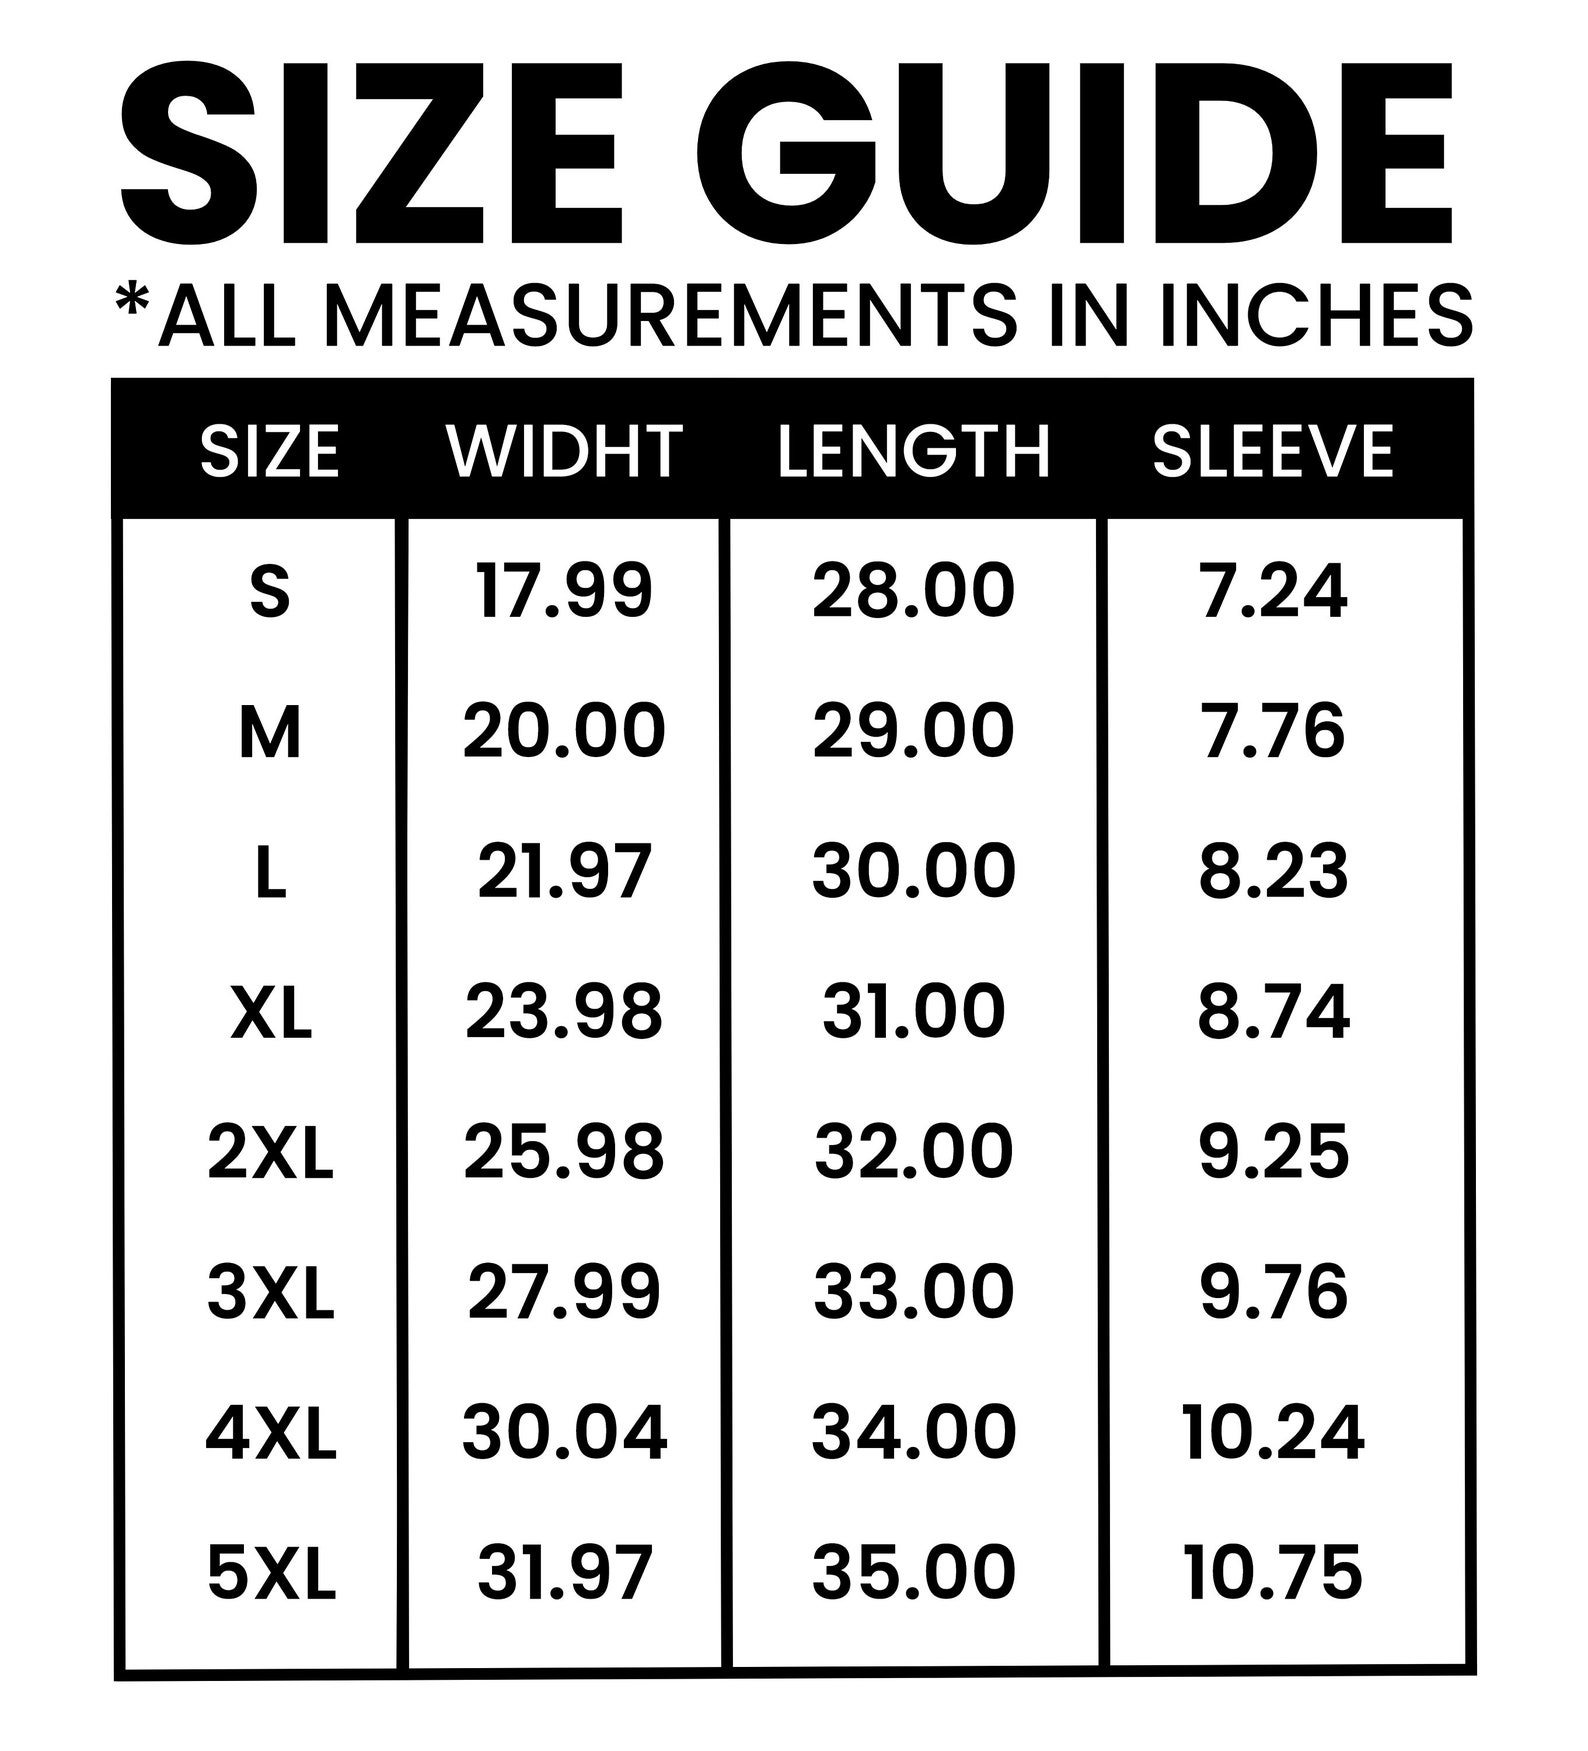 SIZE GUIDE
*ALL MEASUREMENTS IN INCHES
SIZE WIDHT LENGTH SLEEVE
S 17.99 28.00 7.24
M 20.00 29.00 7.76
L 21.97 30.00 8.23
XL 23.98 31.00 8.74
2XL 25.98 32.00 9.25
3XL 27.99 33.00 9.76
4XL 30.04 34.00 10.24
5XL 31.97 35.00 10.75